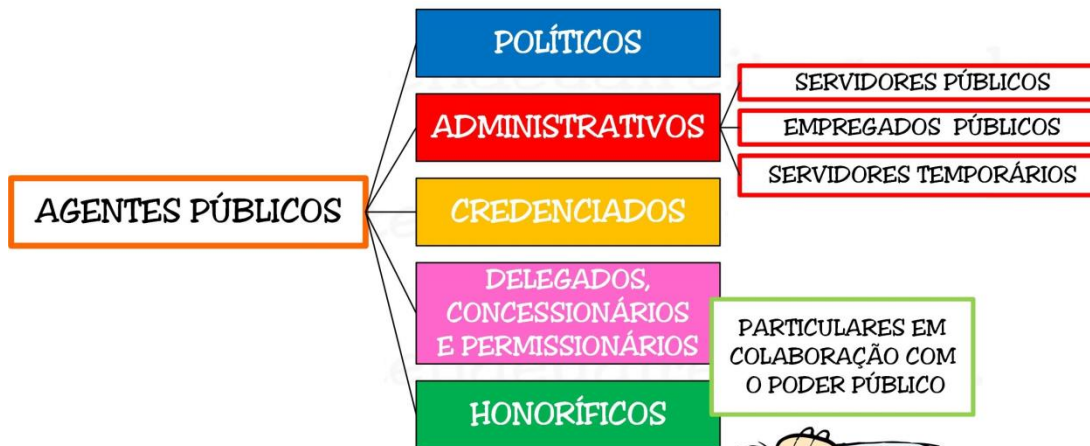 POLÍTICOS
ADMINISTRATIVOS
SERVIDORES PÚBLICOS
EMPREGADOS PÚBLICOS
SERVIDORES TEMPORÁRIOS
AGENTES PÚBLICOS
CREDENCIADOS
DELEGADOS,
CONCESSIONÁRIOS
E PERMISSIONÁRIOS
PARTICULARES EM
COLABORAÇÃO COM
O PODER PÚBLICO
HONORÍFICOS